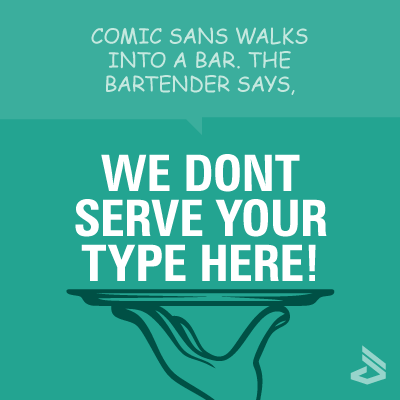 COMIC SANS WALKS
INTO A BAR. THE
BARTENDER SAYS,
WE DONT
SERVE YOUR
TYPE HERE!